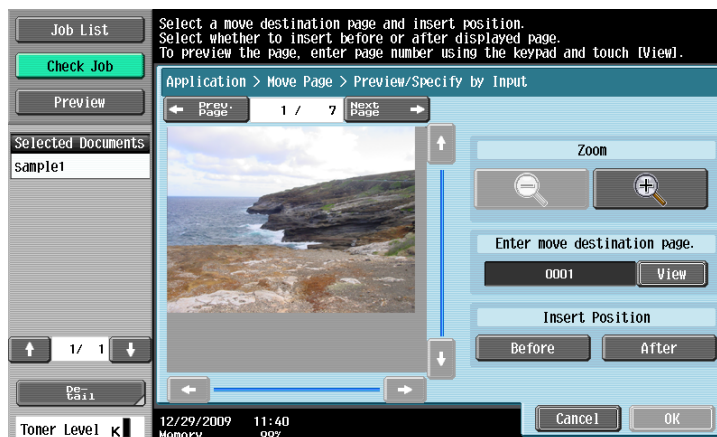 Job List
Check Job
Preview
Selected Documents
sample1
1/ 1
De-
tail
Toner Level K
Select a move destination page and insert position.
Select whether to insert before or after displayed page.
To preview the page, enter page number using the keypad and touch [View].
Application > Move Page > Preview/Specify by Input
Prev.
Page
1 / 7
Next
Page
Zoom
Enter move destination page.
0001
View
Insert Position
Before
After
Cancel
OK
12/29/2009 11:40
Memory 99%